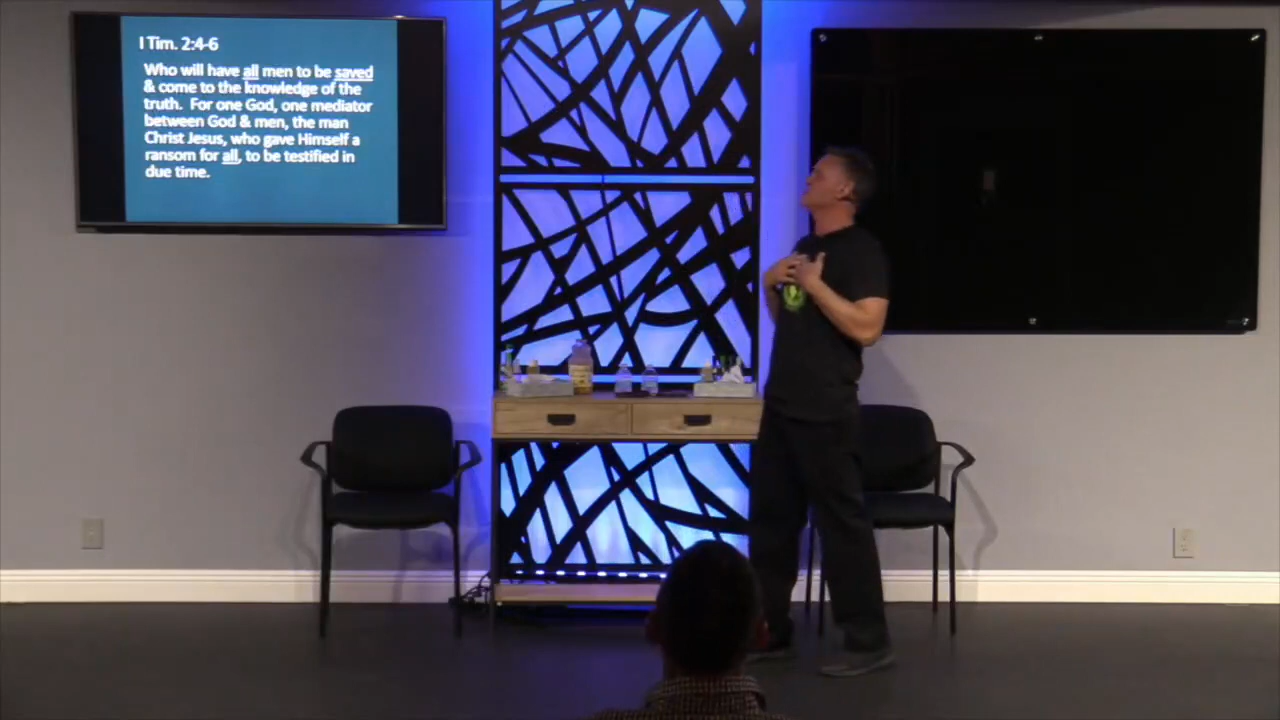 I Tim. 2:4-6
Who will have all men to be saved
& come to the knowledge of the
truth. For one God, one mediator
between God & men, the man
Christ Jesus, who gave Himself a
ransom for all, to be testified in
due time.